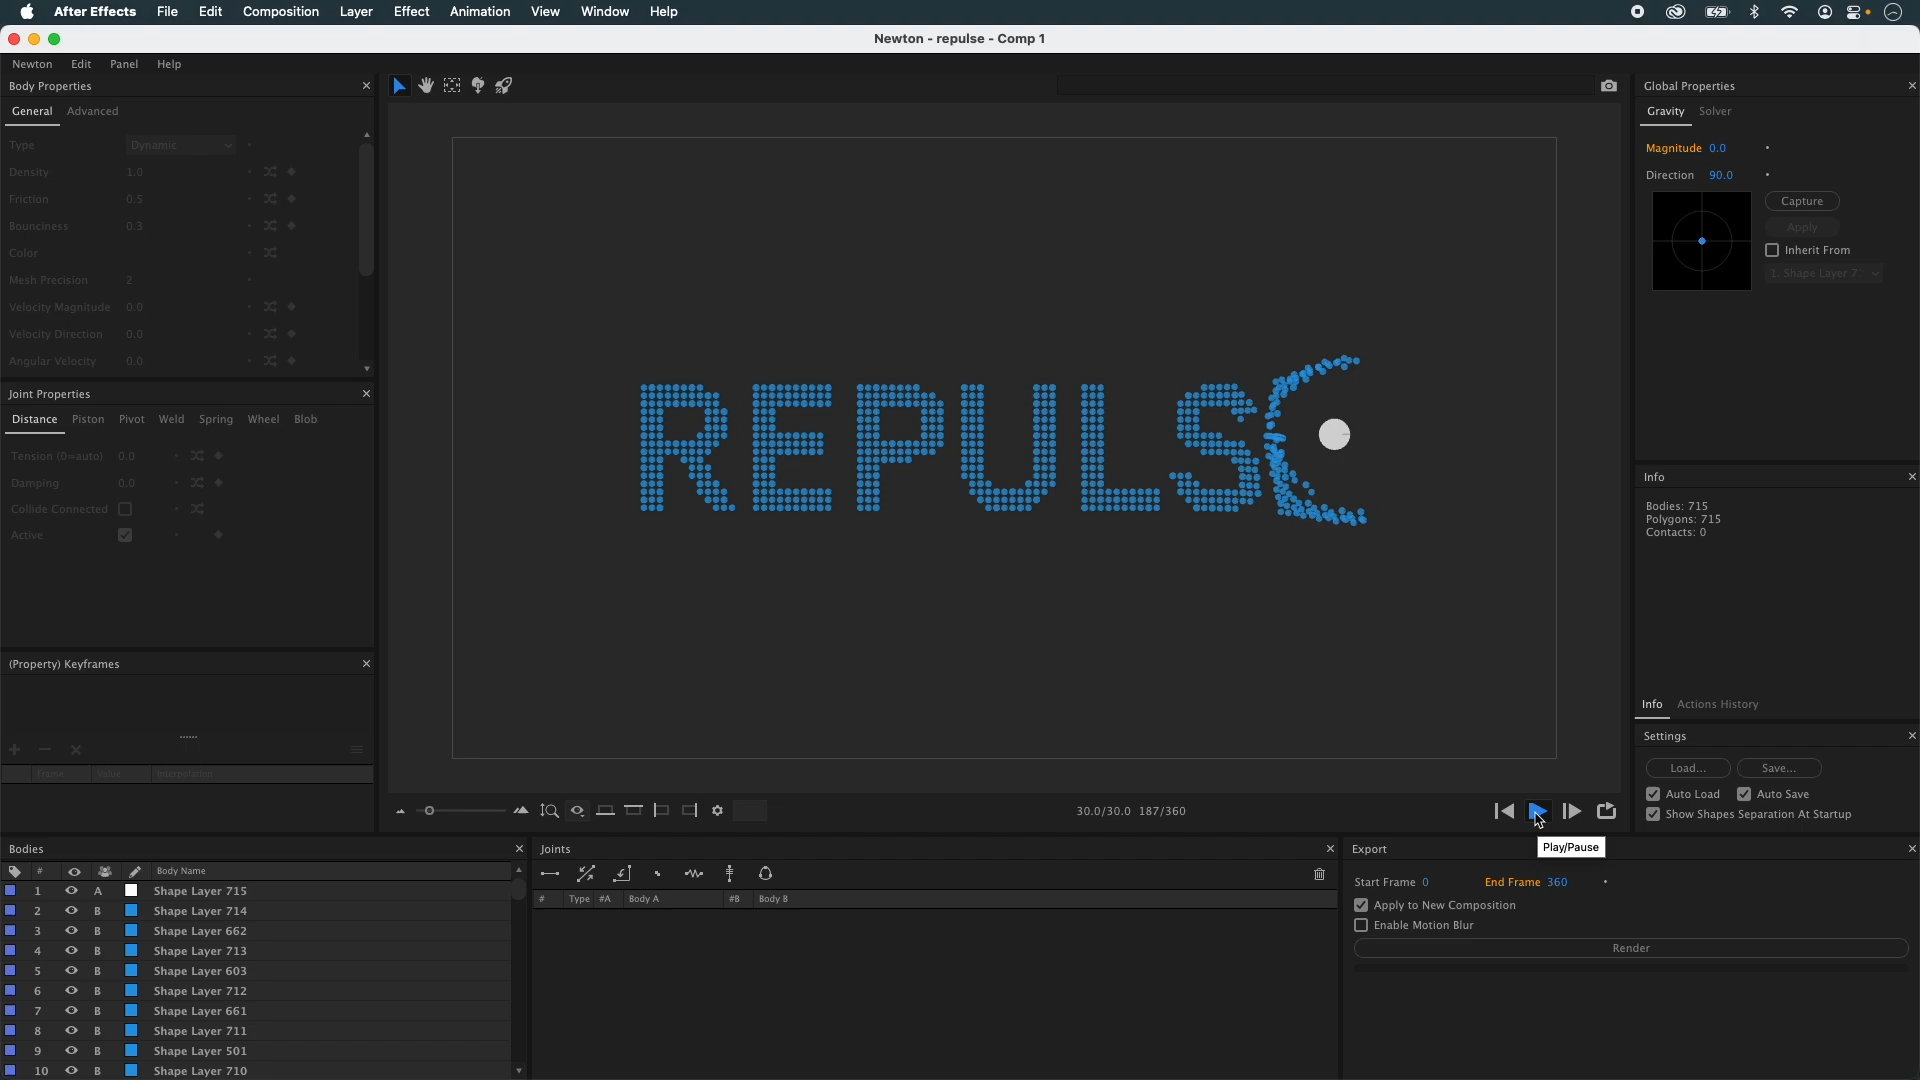 After Effects File Edit Composition Layer Effect Animation View Window Help
Newton - repulse - Comp 1
Newton Edit Panel Help
Body Properties
General Advanced
Type Dynamic
Density 1.0
Friction 0.5
Bounciness 0.3
Color
Mesh Precision 2
Velocity Magnitude 0.0
Velocity Direction 0.0
Angular Velocity 0.0
Joint Properties
Distance Piston Pivot Weld Spring Wheel Blob
Tension (0=auto) 0.0
Damping 0.0
Collide Connected
Active
(Property) Keyframes
Frame Value Interpolation
REPULS
30.0/30.0 187/360
Play/Pause
Global Properties
Gravity Solver
Magnitude 0.0
Direction 90.0
Capture
Apply
Inherit From
1. Shape Layer 7
Info
Bodies: 715
Polygons: 715
Contacts: 0
Info Actions History
Settings
Load... Save...
Auto Load Auto Save
Show Shapes Separation At Startup
Bodies
# Body Name
1 A Shape Layer 715
2 B Shape Layer 714
3 B Shape Layer 662
4 B Shape Layer 713
5 B Shape Layer 603
6 B Shape Layer 712
7 B Shape Layer 661
8 B Shape Layer 711
9 B Shape Layer 501
10 B Shape Layer 710
Joints
# Type #A Body A #B Body B
Export
Start Frame 0 End Frame 360
Apply to New Composition
Enable Motion Blur
Render